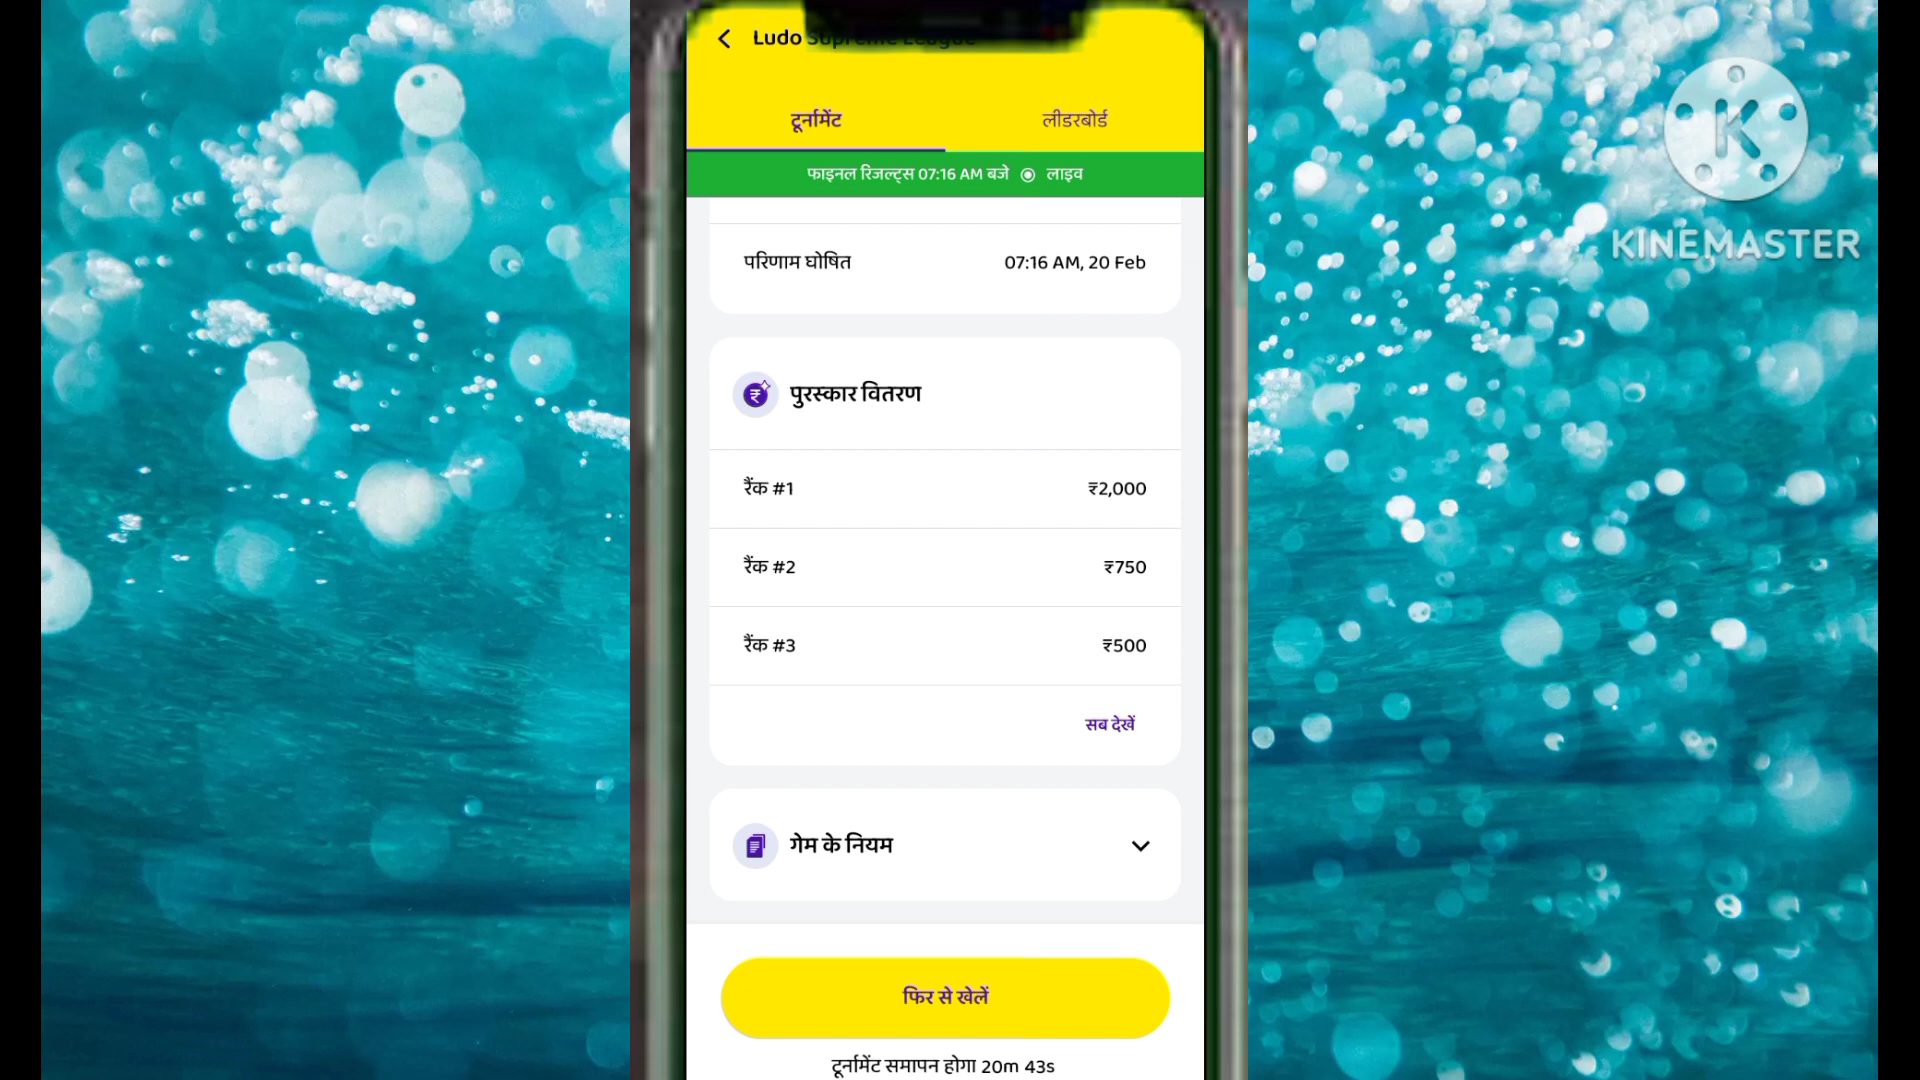 Ludo Supreme League
टूर्नामेंट
लीडरबोर्ड
फाइनल रिजल्ट्स 07:16 AM बजे लाइव
परिणाम घोषित 07:16 AM, 20 Feb
पुरस्कार वितरण
रैंक #1 ₹2,000
रैंक #2 ₹750
रैंक #3 ₹500
सब देखें
गेम के नियम
फिर से खेलें
टूर्नामेंट समापन होगा 20m 43s
K
KINEMASTER